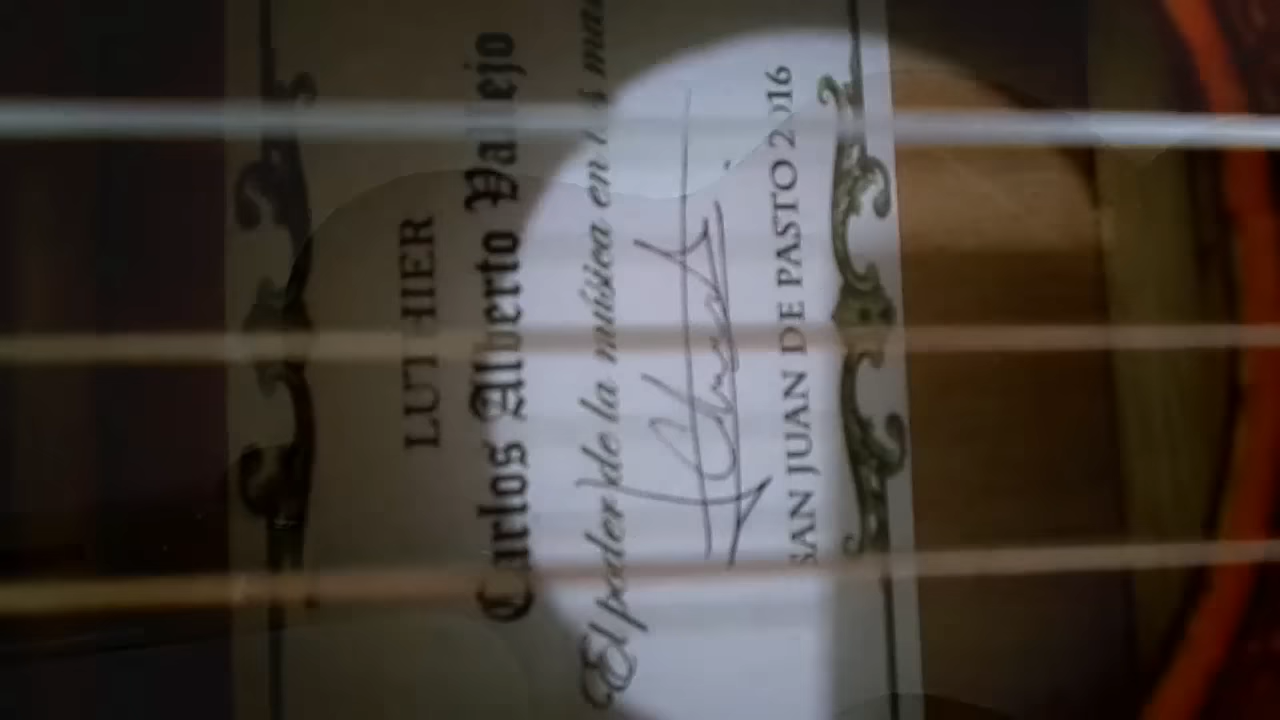 LUTHIER
Carlos Alberto Vallejo
El poder de la música en
SAN JUAN DE PASTO 2016